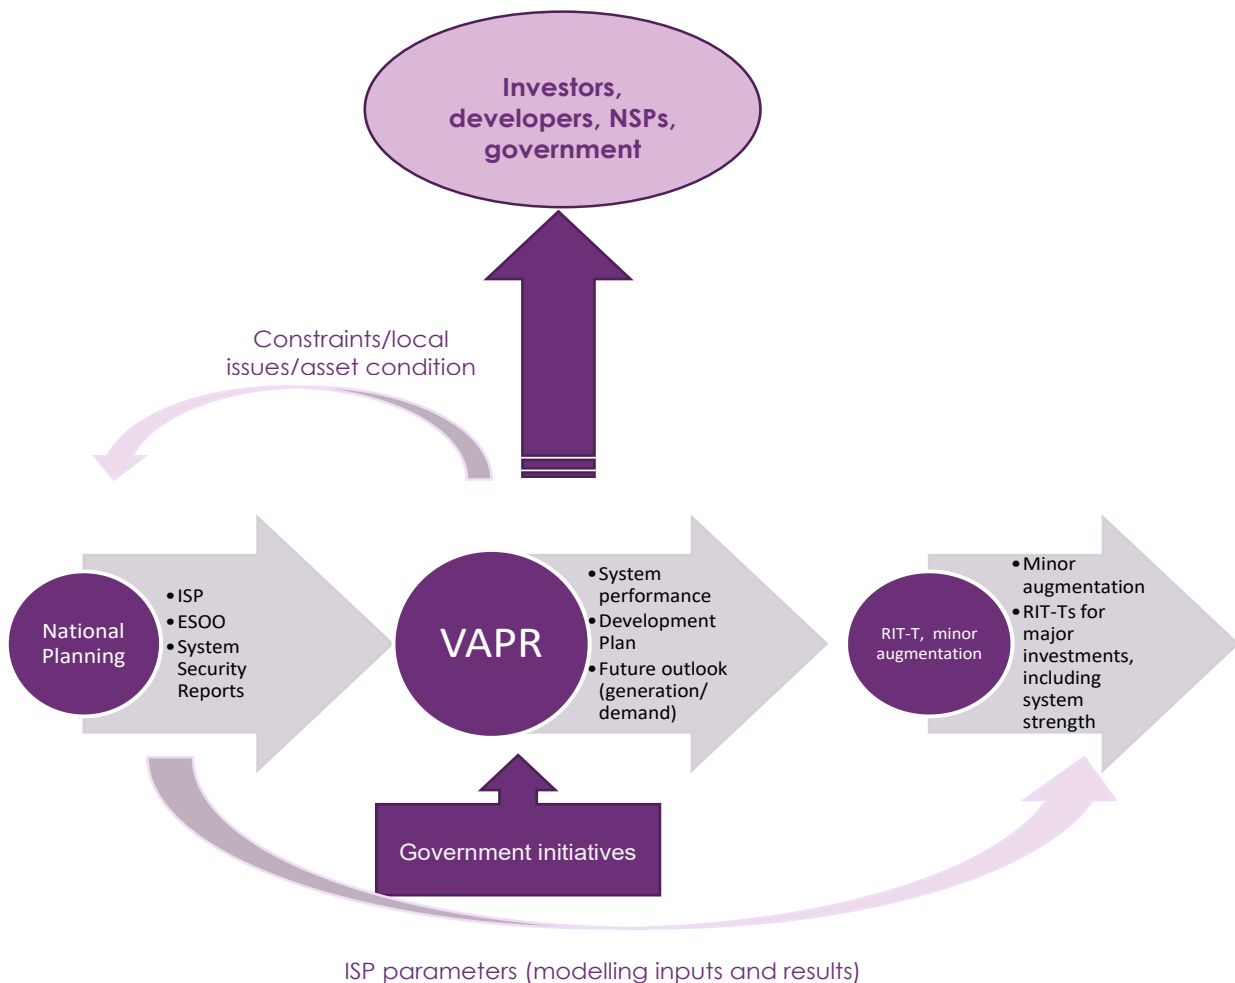 Investors,
developers, NSPs,
government
Constraints/local
issues/asset condition
National
Planning
•ISP
•ESOO
•System
Security
Reports
VAPR
•System
performance
•Development
Plan
•Future outlook
(generation/
demand)
RIT-T, minor
augmentation
•Minor
augmentation
•RIT-Ts for
major
investments,
including
system
strength
Government initiatives
ISP parameters (modelling inputs and results)